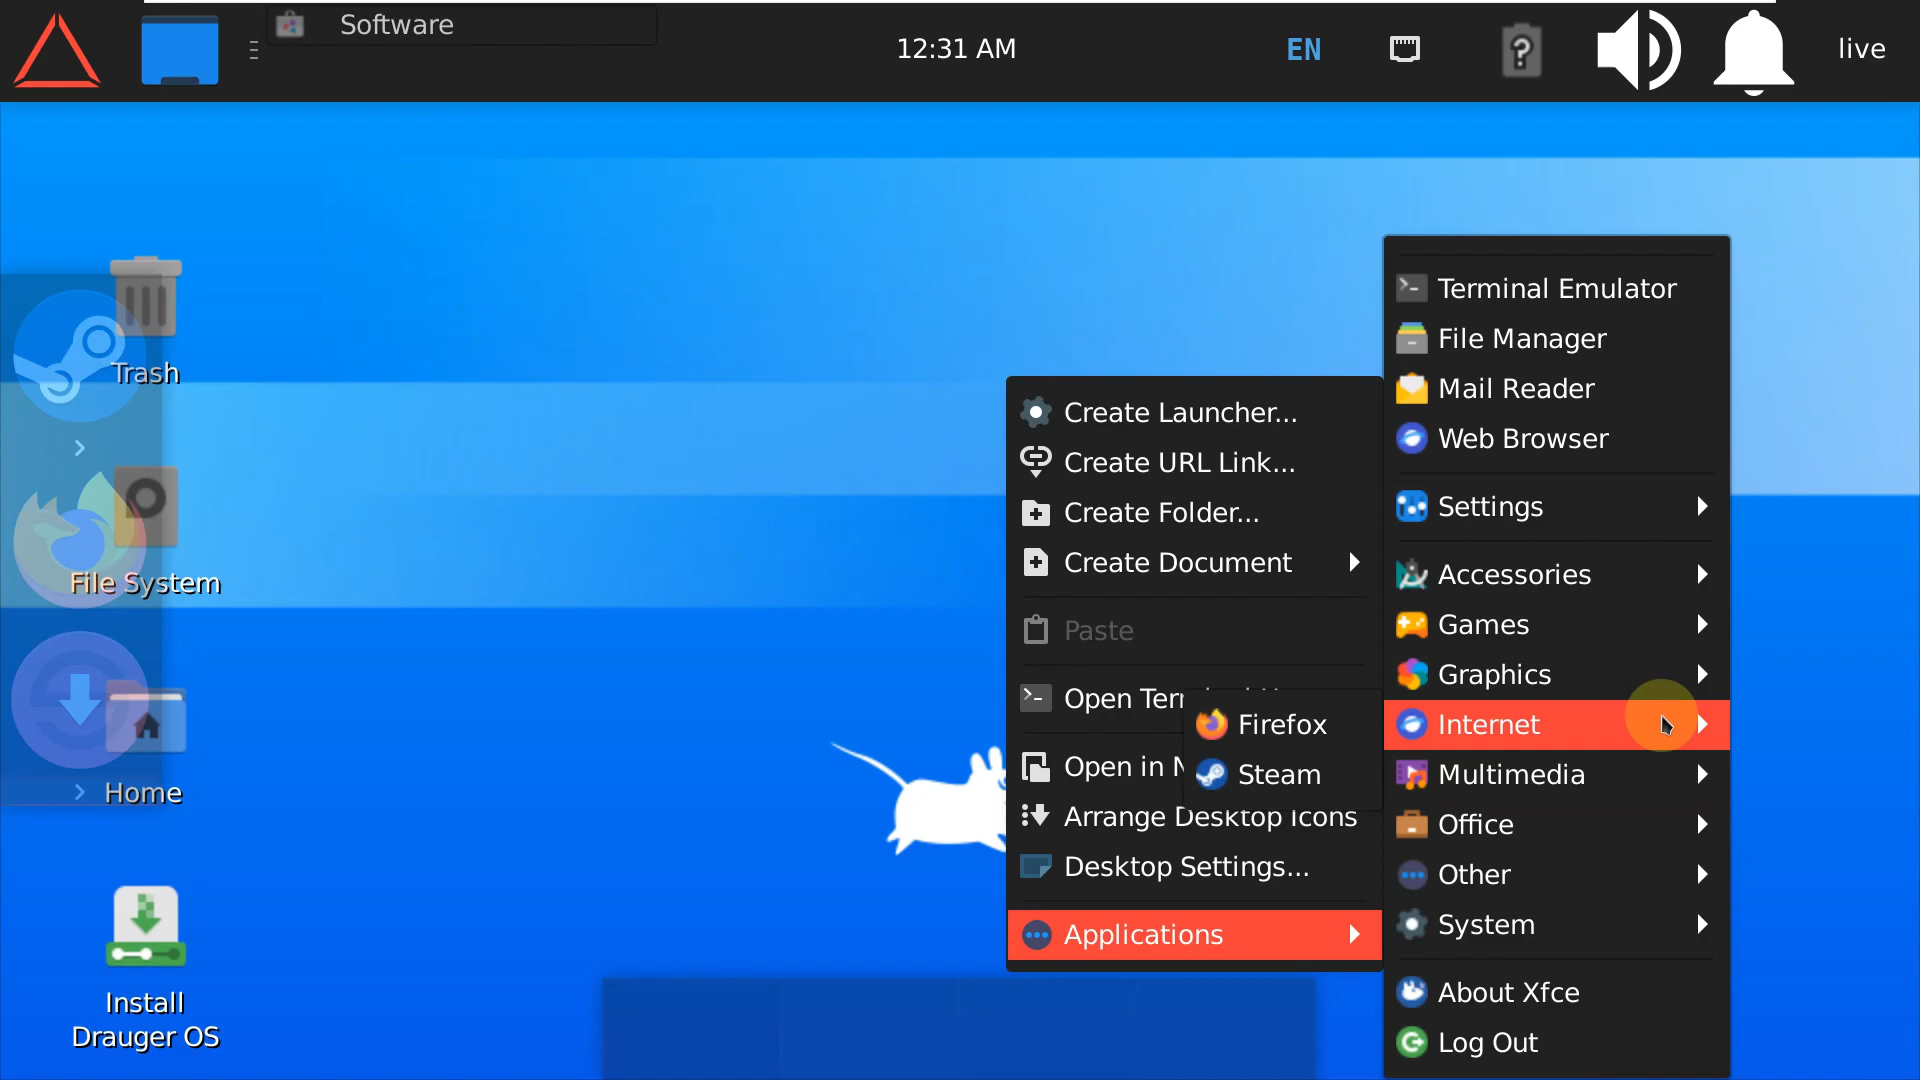 Software
12:31 AM
EN
live
Trash
File System
Home
Install
Drauger OS
Create Launcher...
Create URL Link...
Create Folder...
Create Document
Paste
Open Ter
Open in
Arrange Desktop Icons
Desktop Settings...
Applications
Firefox
Steam
Terminal Emulator
File Manager
Mail Reader
Web Browser
Settings
Accessories
Games
Graphics
Internet
Multimedia
Office
Other
System
About Xfce
Log Out